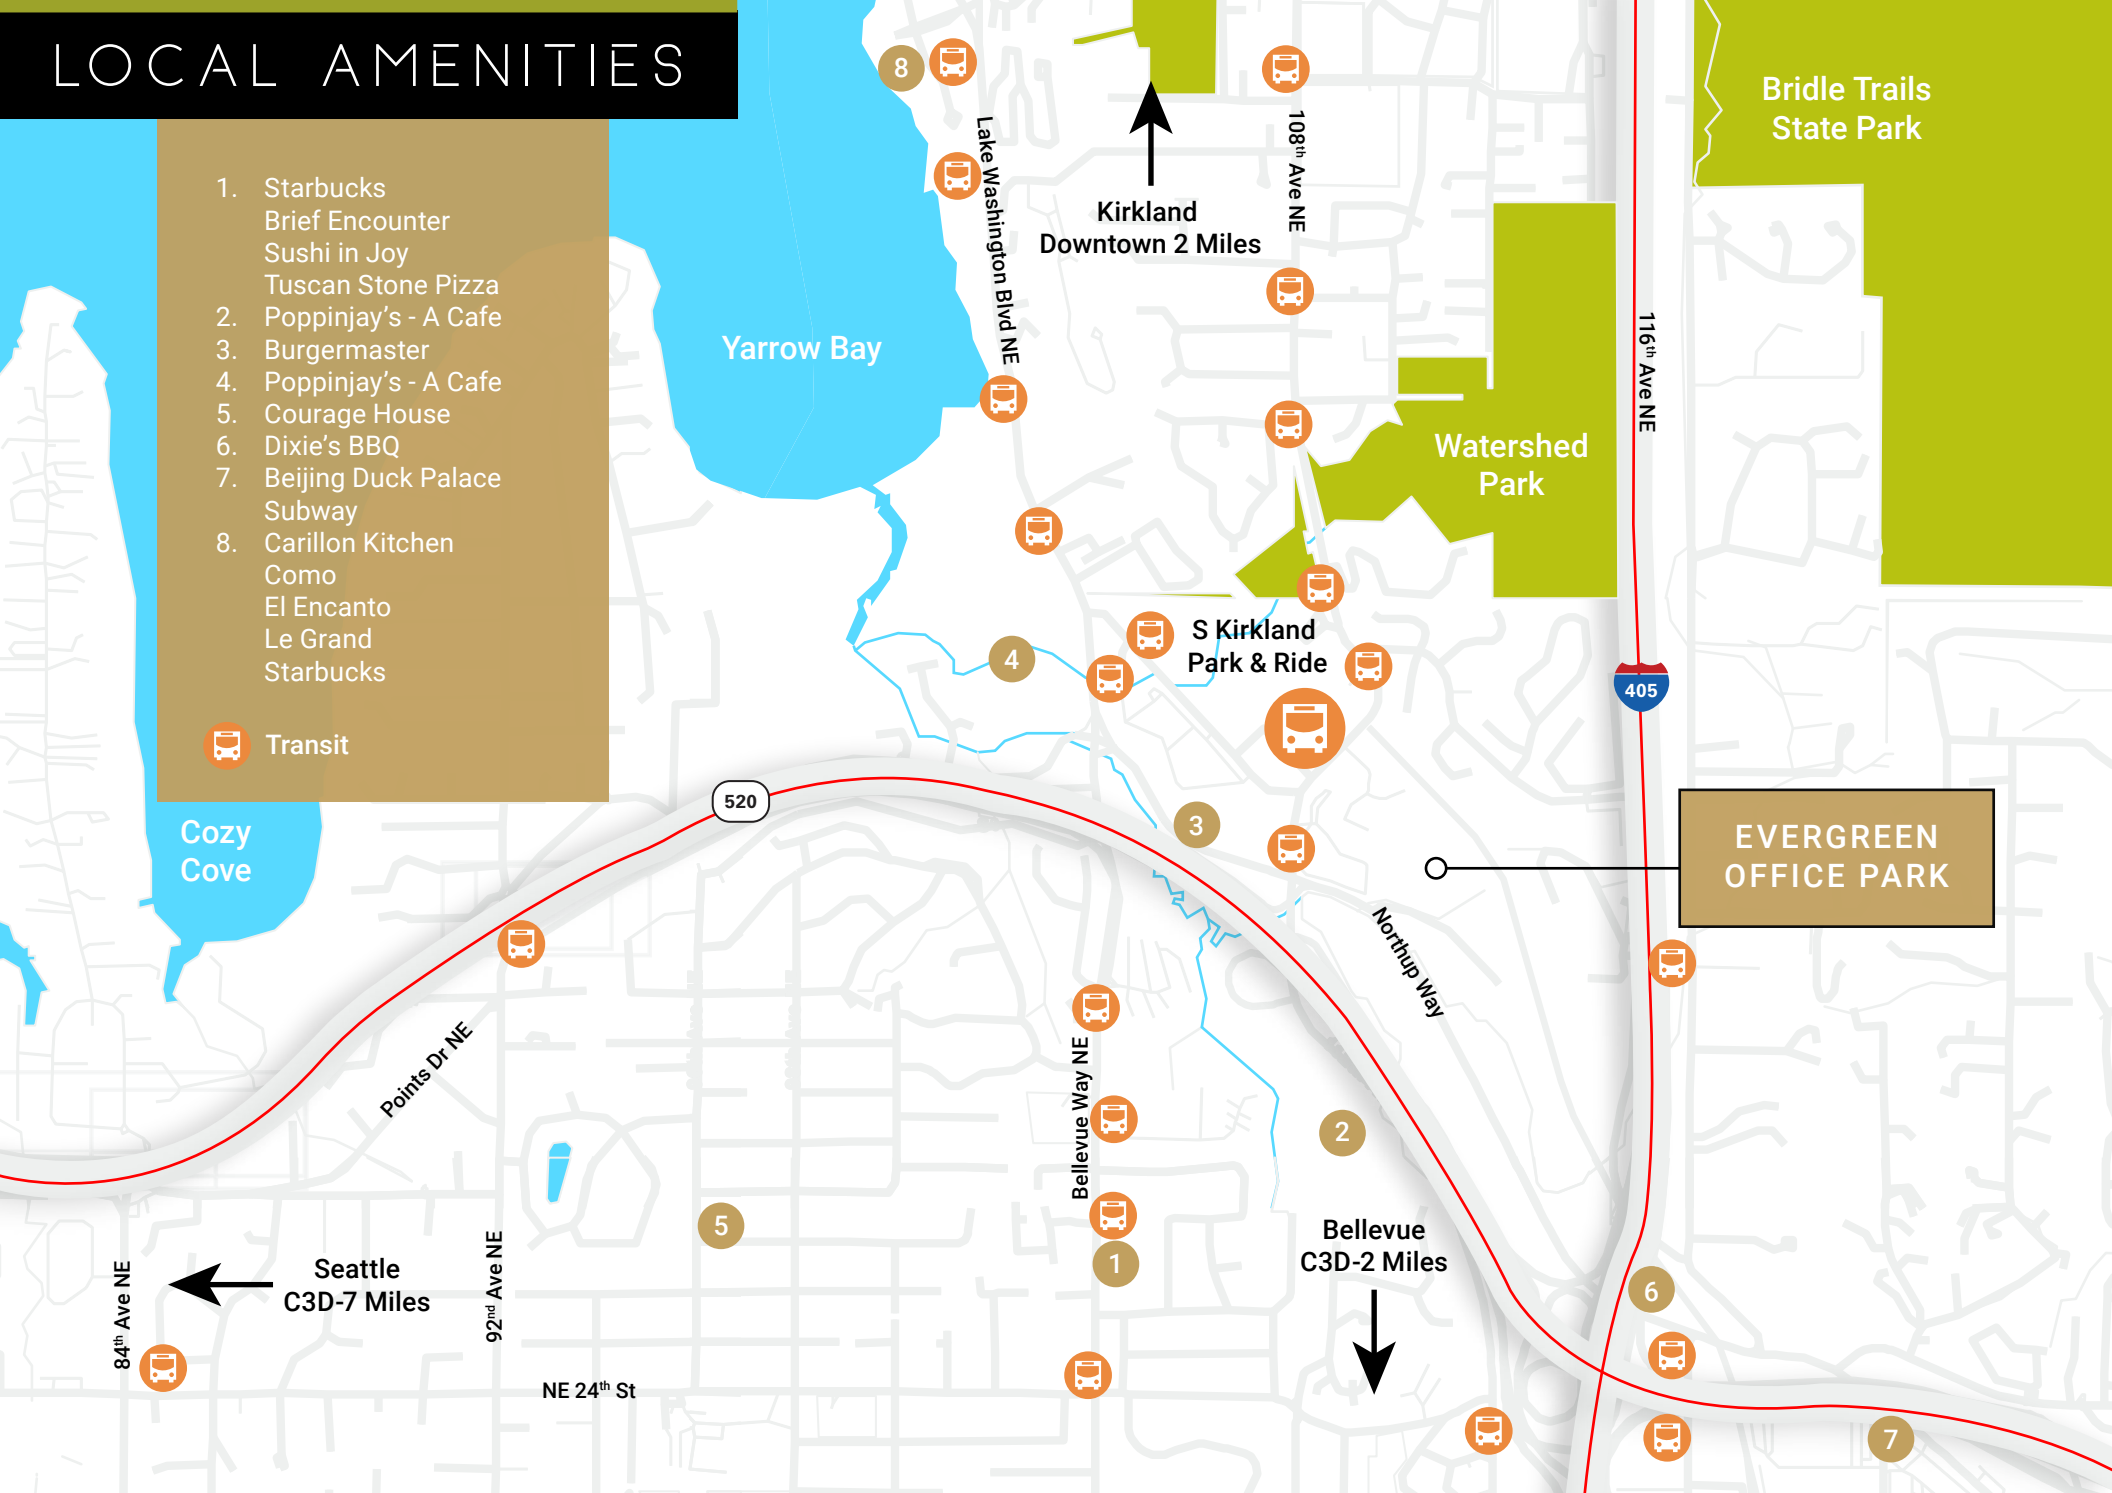 LOCAL AMENITIES
1. Starbucks
Brief Encounter
Sushi in Joy
Tuscan Stone Pizza
2. Poppinjay's - A Cafe
3. Burgermaster
4. Poppinjay's - A Cafe
5. Courage House
6. Dixie's BBQ
7. Beijing Duck Palace
Subway
8. Carillon Kitchen
Como
El Encanto
Le Grand
Starbucks
Transit
8
Lake Washington Blvd NE
Kirkland
Downtown 2 Miles
108th Ave NE
Bridle Trails
State Park
Yarrow Bay
116th Ave NE
Watershed
Park
4
S Kirkland
Park & Ride
405
520
3
Cozy
Cove
EVERGREEN
OFFICE PARK
Northup Way
Points Dr NE
Bellevue Way NE
2
5
1
Bellevue
C3D-2 Miles
84th Ave NE
Seattle
C3D-7 Miles
92nd Ave NE
6
NE 24th St
7